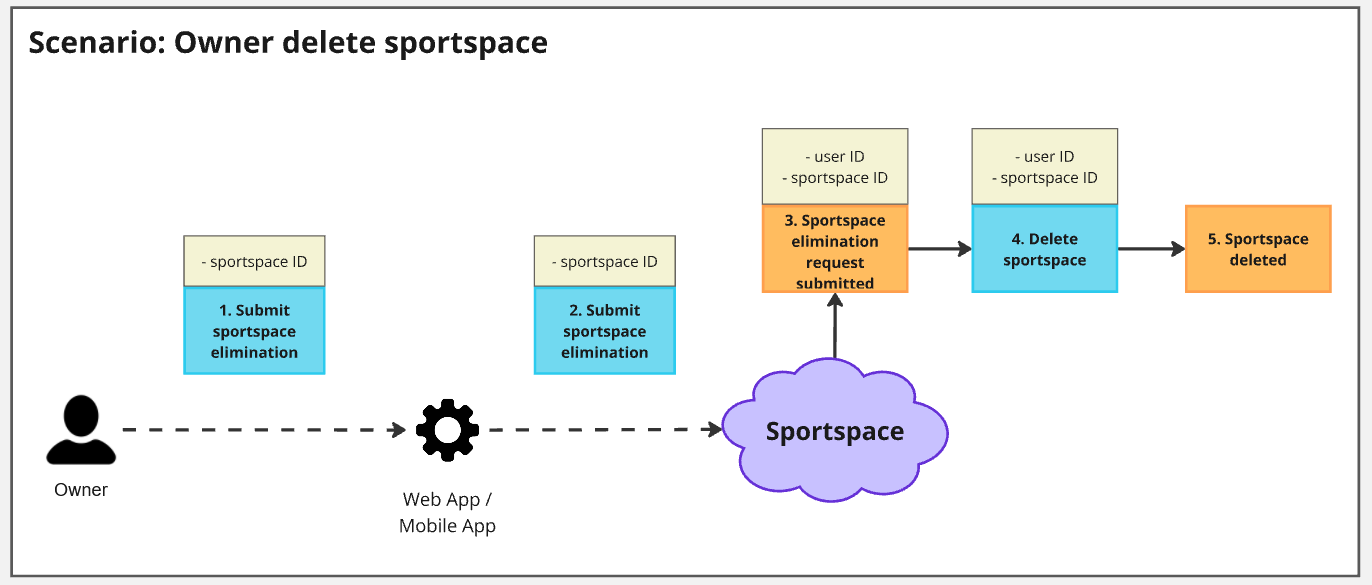 Scenario: Owner delete sportspace
- sportspace ID
1. Submit
sportspace
elimination
- sportspace ID
2. Submit
sportspace
elimination
- user ID
- sportspace ID
3. Sportspace
elimination
request
submitted
- user ID
- sportspace ID
4. Delete
sportspace
5. Sportspace
deleted
Owner
Web App /
Mobile App
Sportspace